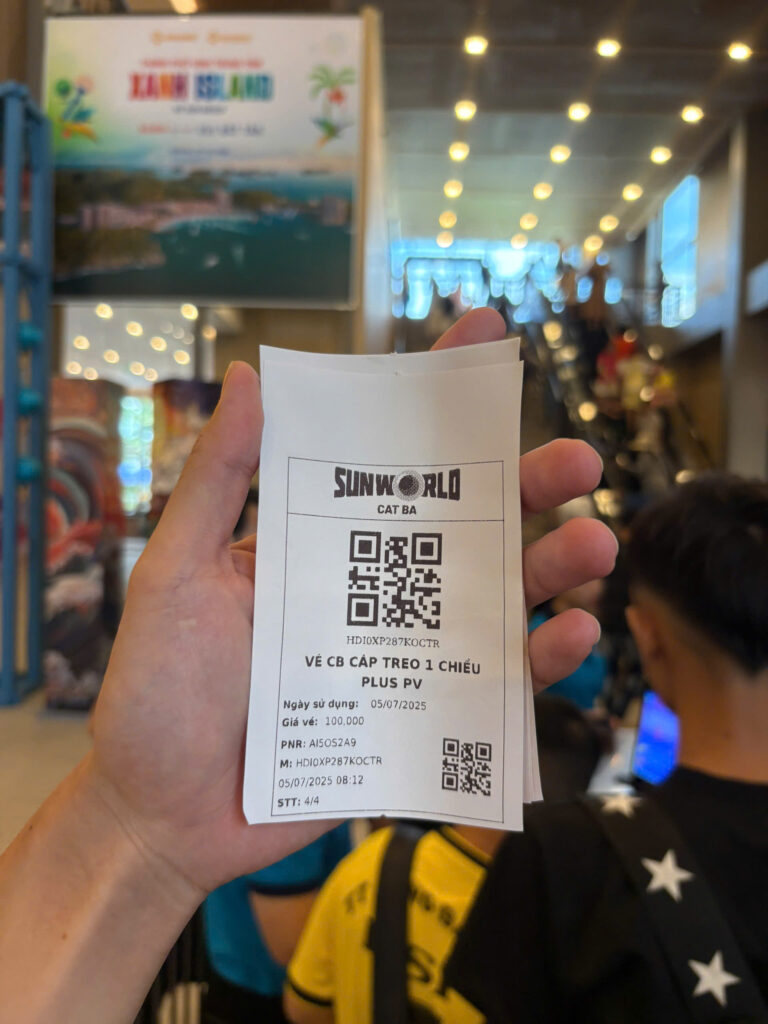 XANH ISLAND
SUNWORLD
CAT BA
HDI0XP287KOCTR
VÉ CB CÁP TREO 1 CHIỀU
PLUS PV
Ngày sử dụng: 05/07/2025
Giá vé: 100,000
PNR: AI5OS2A9
M: HDI0XP287KOCTR
05/07/2025 08:12
STT: 4/4